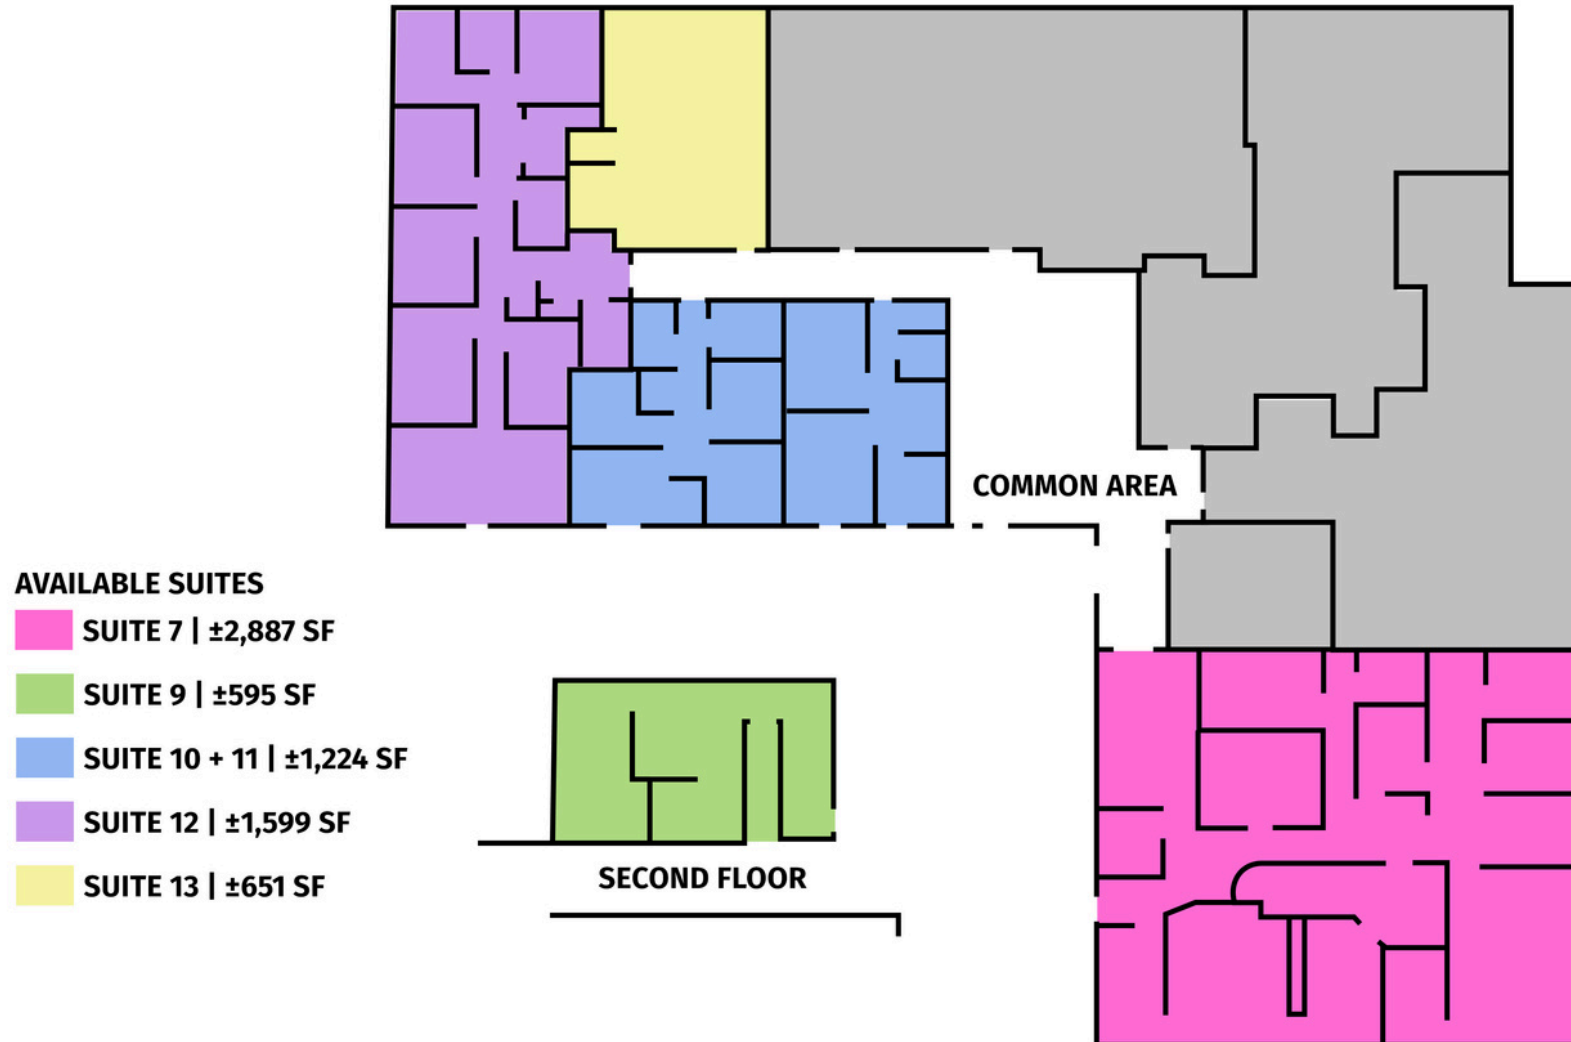 COMMON AREA
AVAILABLE SUITES
SUITE 7 | ±2,887 SF
SUITE 9 | ±595 SF
SUITE 10 + 11 | ±1,224 SF
SUITE 12 | ±1,599 SF
SUITE 13 | ±651 SF
SECOND FLOOR